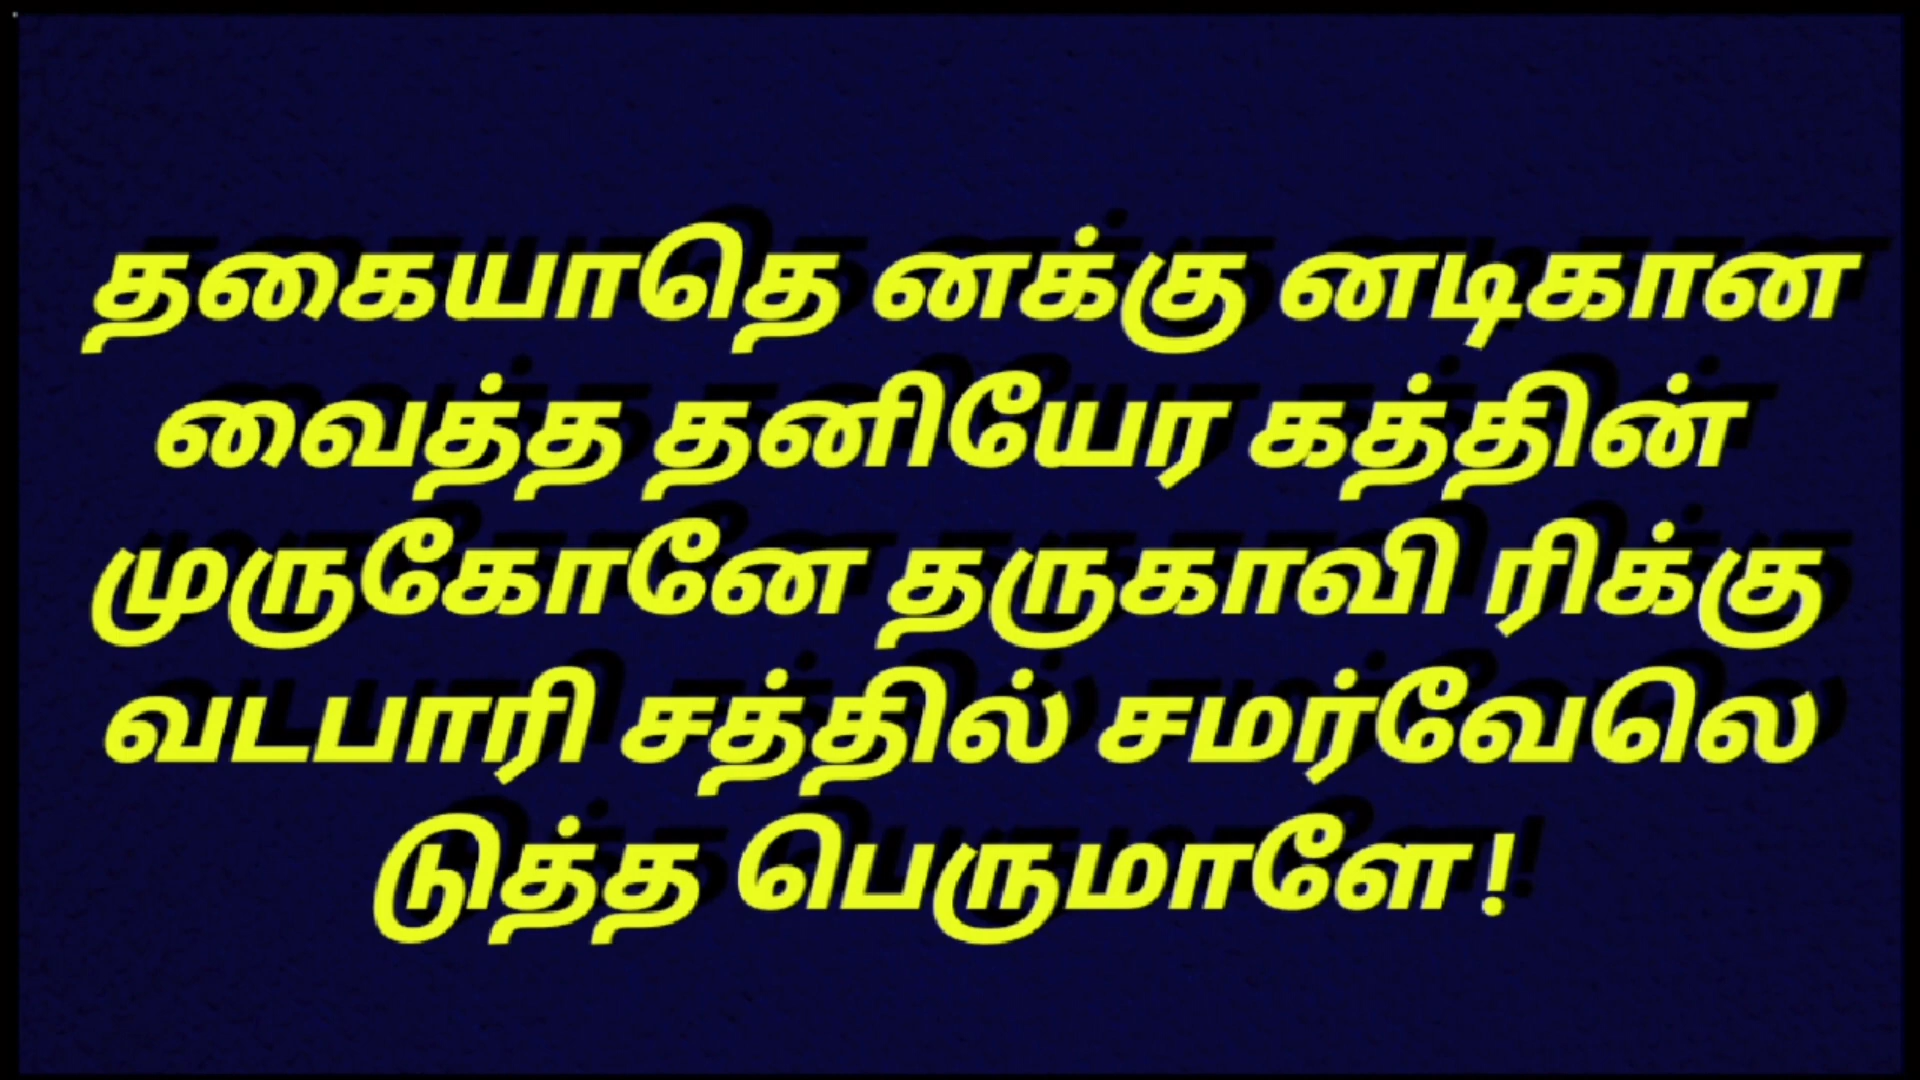 தகையாதெ னக்கு னடிகான
வைத்த தனியேர கத்தின்
முருகோனே தருகாவி ரிக்கு
வடபாரி சத்தில் சமர்வேலெ
டுத்த பெருமாளே!